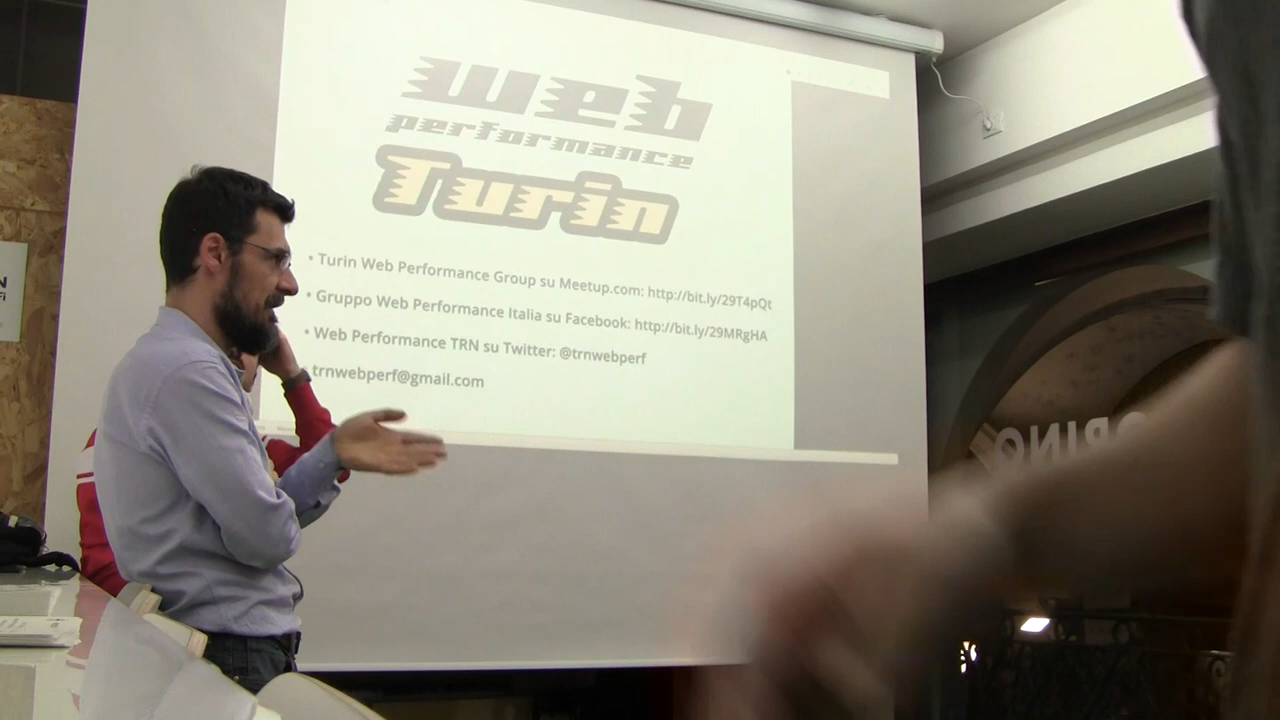 web
performance
Turin
• Turin Web Performance Group su Meetup.com: http://bit.ly/29T4pQt
• Gruppo Web Performance Italia su Facebook: http://bit.ly/29MRgHA
• Web Performance TRN su Twitter: @trnwebperf
trnwebperf@gmail.com